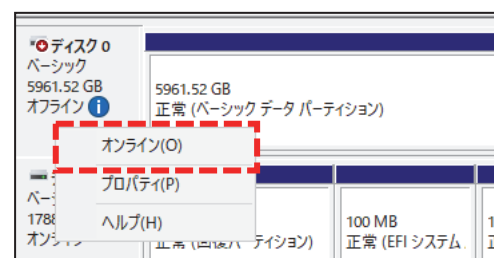 ディスク 0
ベーシック
5961.52 GB
オフライン
5961.52 GB
正常 (ベーシック データ パーティション)
オンライン(O)
プロパティ(P)
ヘルプ(H)
100 MB
正常 (EFI システム